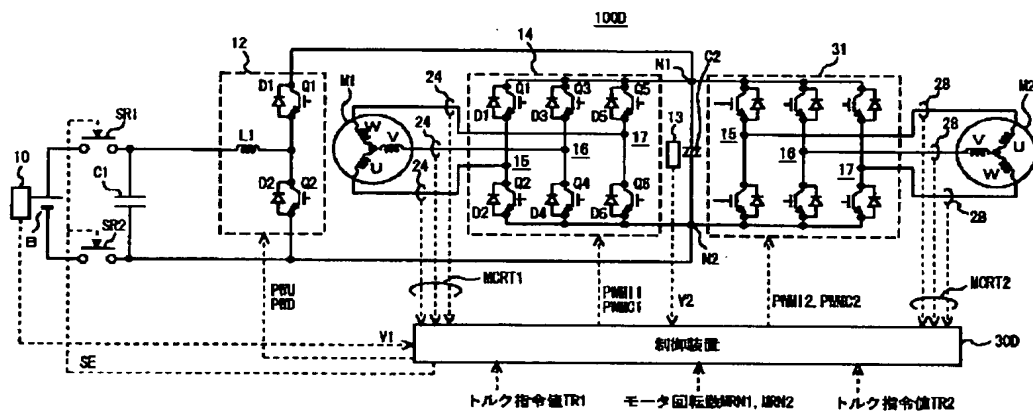 100D
12
14
31
N1
C2
M1
24
28
M2
D1
Q1
D1
Q1
D3
Q3
D5
Q5
SR1
L1
W
V
U
24
17
13
15
16
15
16
17
V
U
W
28
10
C1
24
D2
Q2
D2
Q2
D4
Q4
D6
Q6
28
B
SR2
N2
PWU
PWD
MCRT1
PWMI1
PWMC1
V2
PWMI2, PWMC2
MCRT2
V1
制御装置
30D
SE
トルク指令値TR1
モータ回転数MRN1, MRN2
トルク指令値TR2